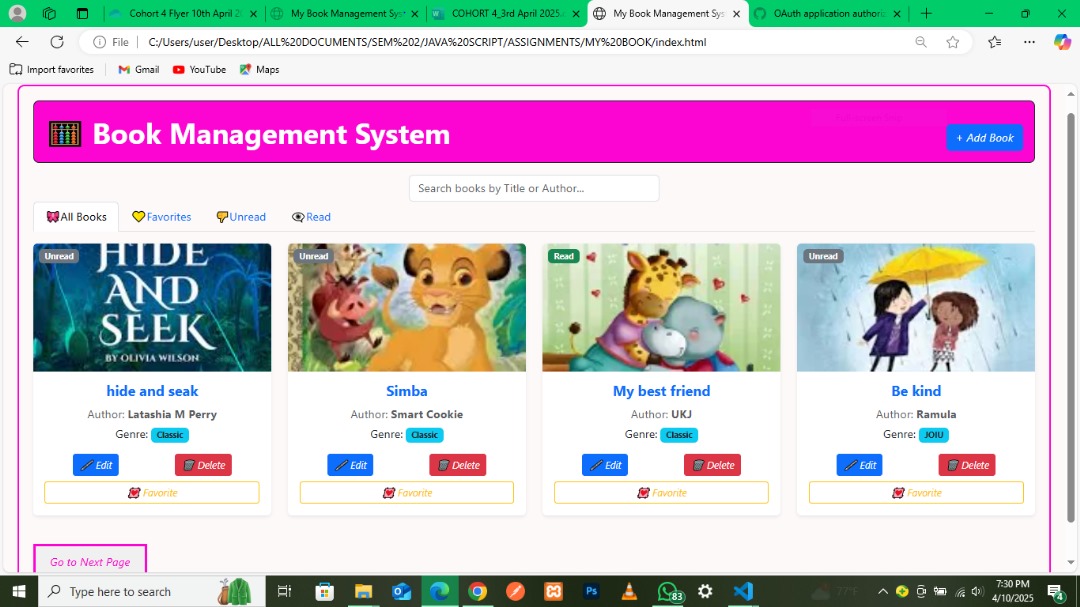 Cohort 4 Flyer 10th April 2
My Book Management Sys
COHORT 4_3rd April 2025.
My Book Management Sys
OAuth application authori
File
C:/Users/user/Desktop/ALL%20DOCUMENTS/SEM%202/JAVA%20SCRIPT/ASSIGNMENTS/MY%20BOOK/index.html
Import favorites
Gmail
YouTube
Maps
Book Management System
+ Add Book
Search books by Title or Author...
All Books
Favorites
Unread
Read
Unread
HIDE
AND
SEEK
BY OLIVIA WILSON
hide and seak
Author: Latashia M Perry
Genre: Classic
Edit
Delete
Favorite
Unread
Simba
Author: Smart Cookie
Genre: Classic
Edit
Delete
Favorite
Read
My best friend
Author: UKJ
Genre: Classic
Edit
Delete
Favorite
Unread
Be kind
Author: Ramula
Genre: JOIU
Edit
Delete
Favorite
Go to Next Page
Type here to search
83
77°F
7:30 PM
4/10/2025
4